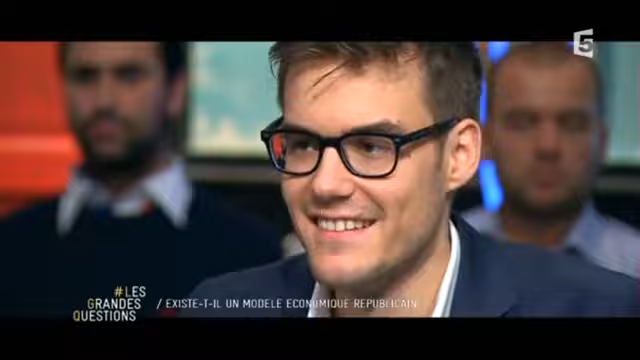 5
#LES
GRANDES
QUESTIONS
/ EXISTE-T-IL UN MODELE ECONOMIQUE REPUBLICAIN